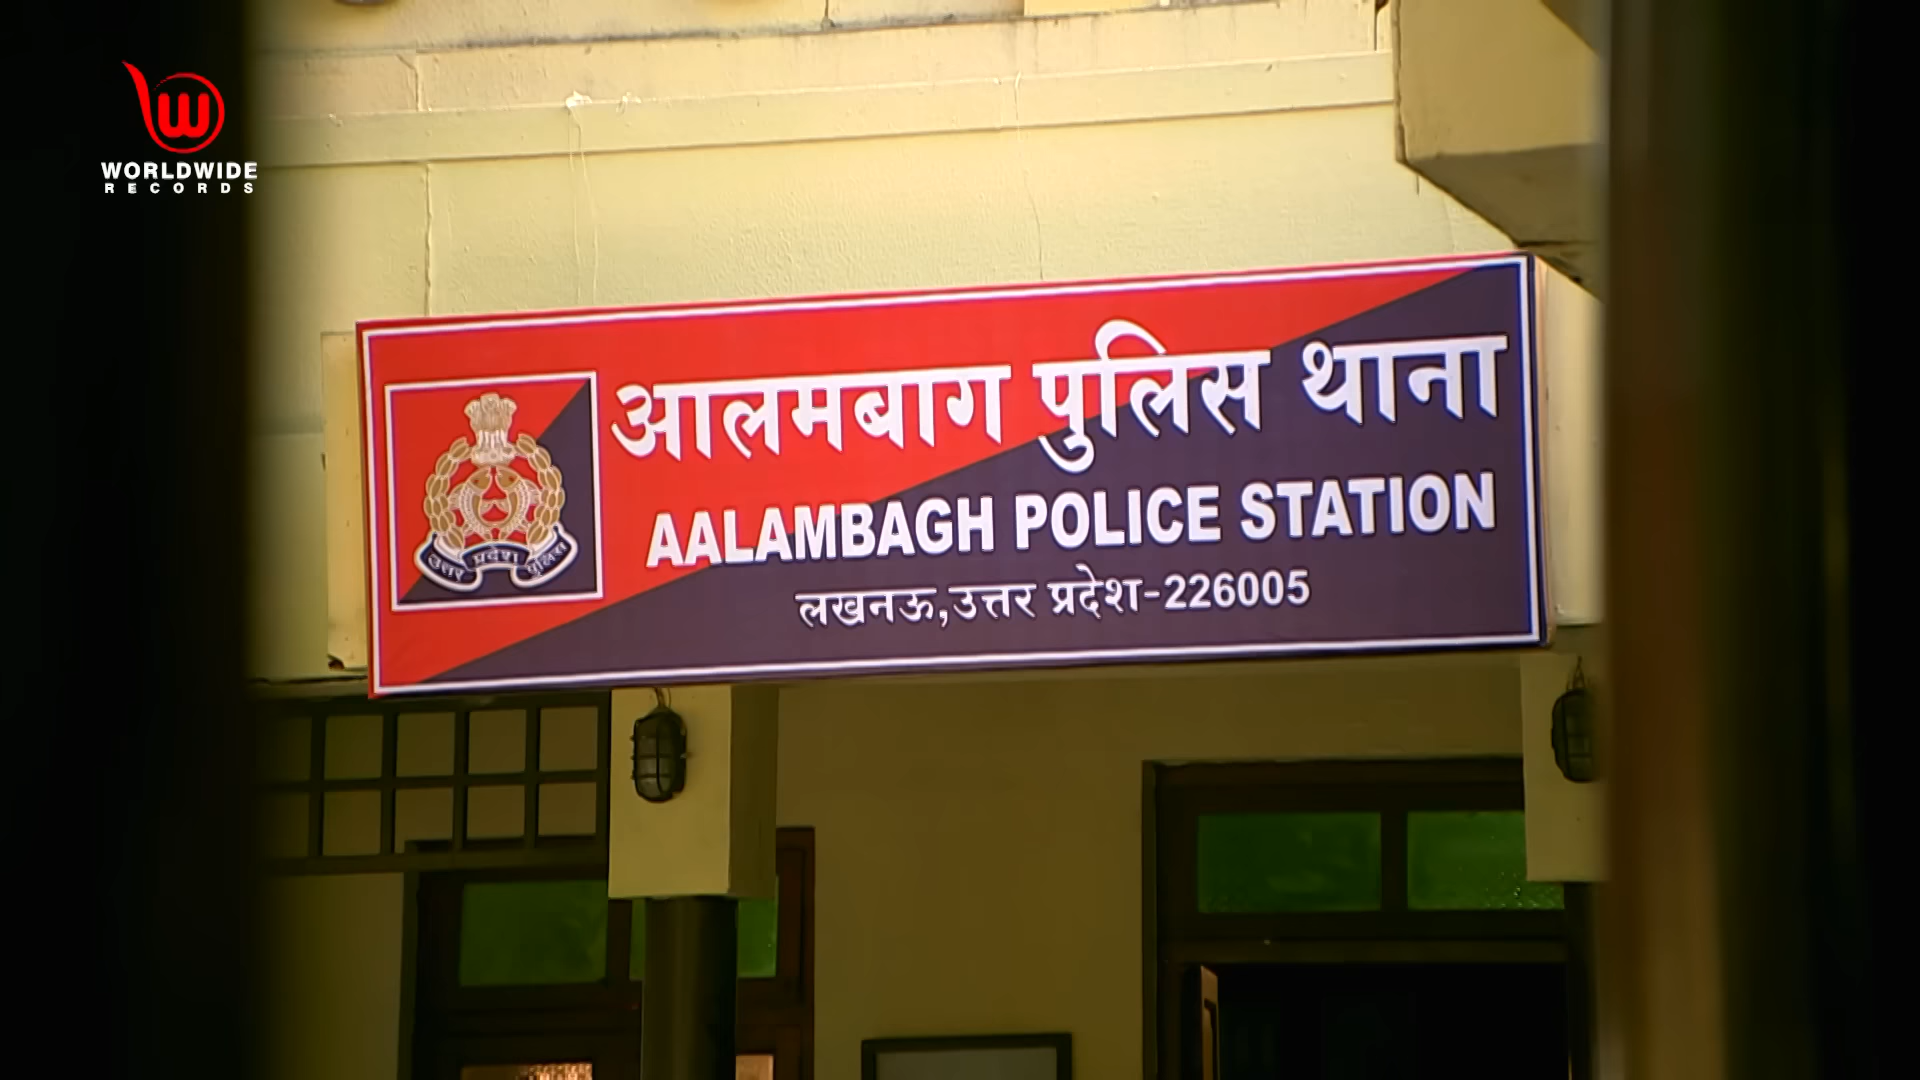 WORLDWIDE
RECORDS
आलमबाग पुलिस थाना
AALAMBAGH POLICE STATION
लखनऊ,उत्तर प्रदेश-226005
उत्तर प्रदेश पुलिस